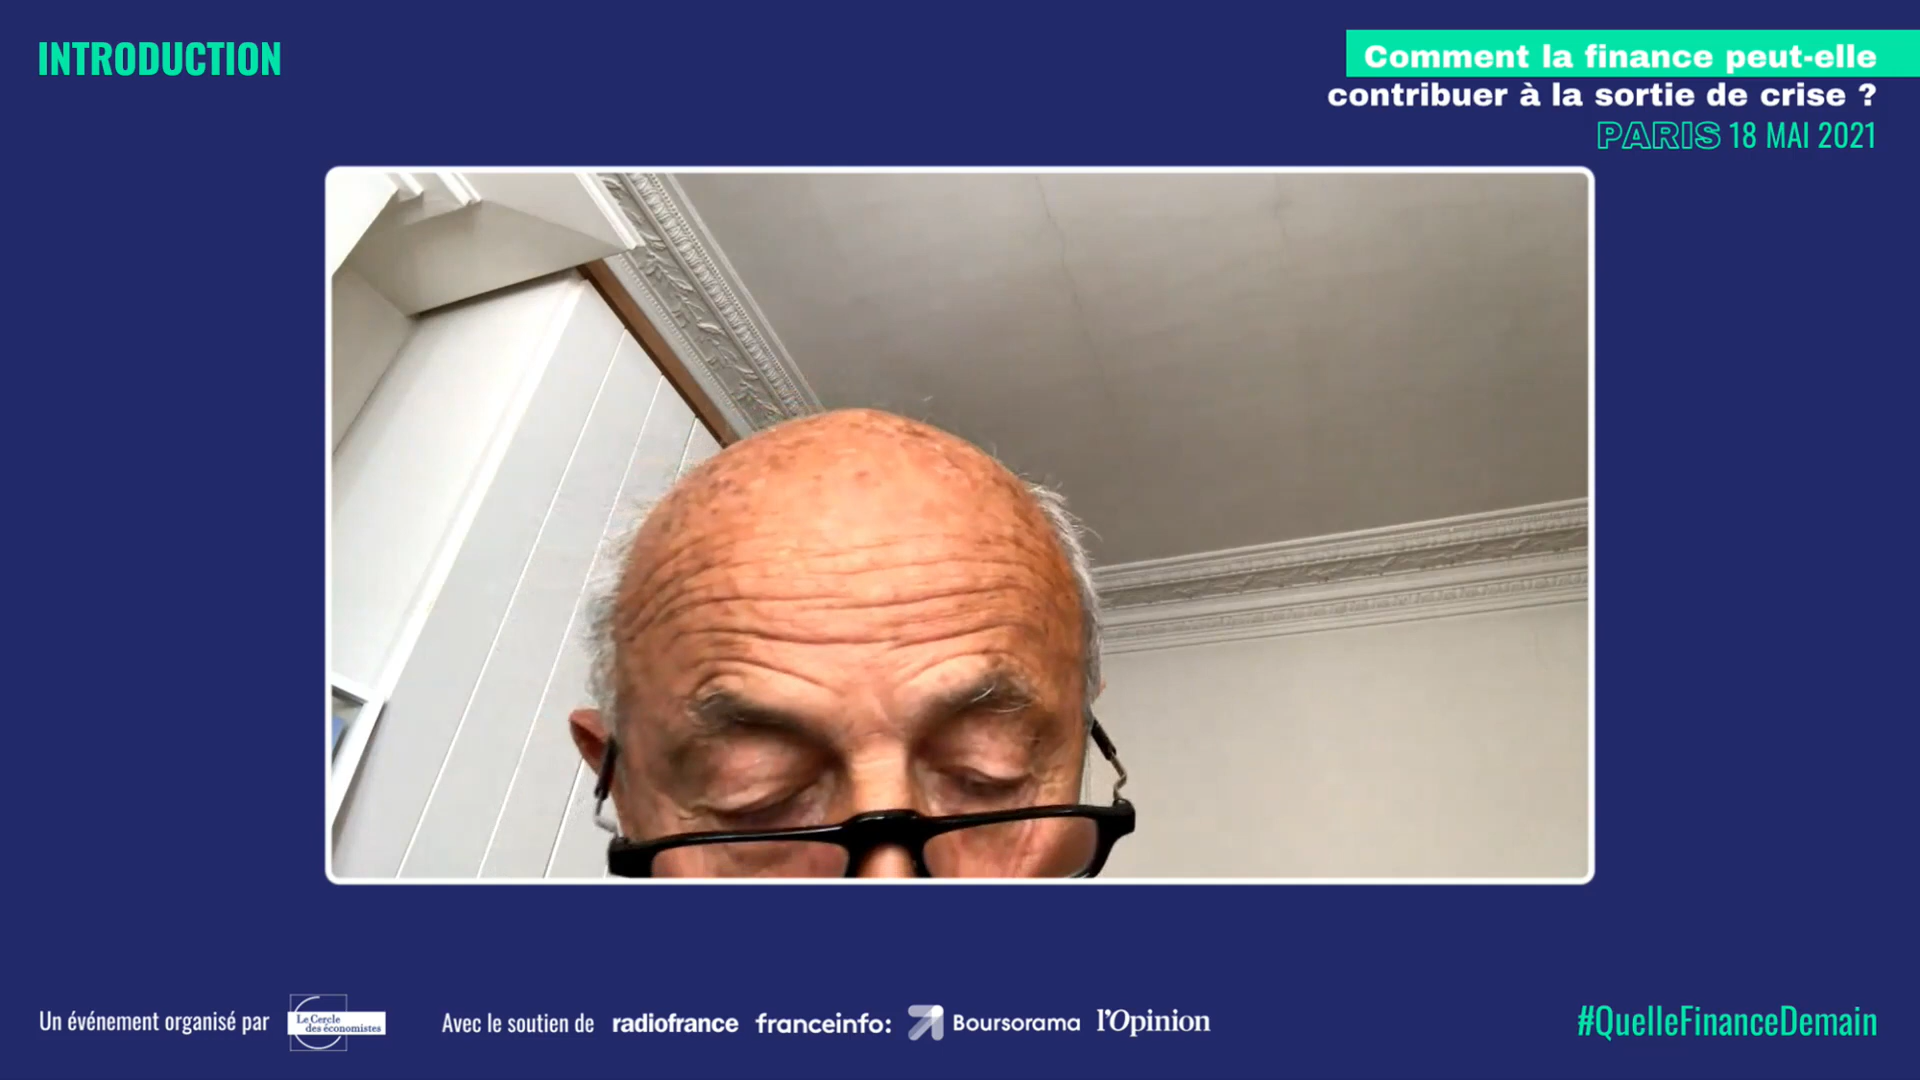 INTRODUCTION
Comment la finance peut-elle
contribuer à la sortie de crise ?
PARIS 18 MAI 2021
Un événement organisé par
Le Cercle
des économistes
Avec le soutien de radiofrance franceinfo: Boursorama l'Opinion
#QuelleFinanceDemain